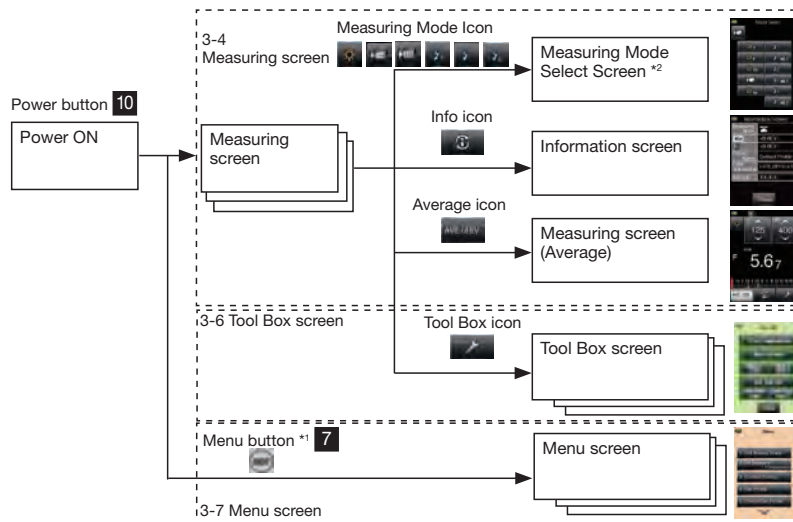 3-4
Measuring screen
Measuring Mode Icon
Measuring Mode
Select Screen *2
Power button 10
Power ON
Measuring
screen
Info icon
Information screen
Average icon
Measuring screen
(Average)
125 400
F 5.67
3-6 Tool Box screen
Tool Box icon
Tool Box screen
Menu button *1 7
Menu screen
3-7 Menu screen